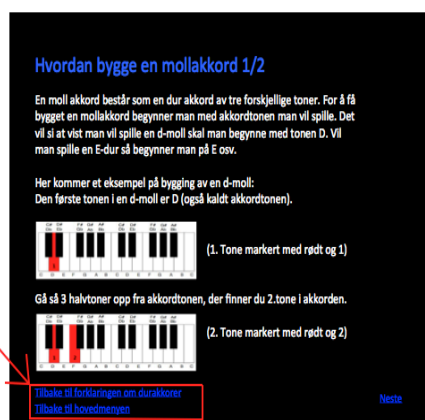 Hvordan bygge en mollakkord 1/2
En moll akkord består som en dur akkord av tre forskjellige toner. For å få
bygget en mollakkord begynner man med akkordtonen man vil spille. Det
vil si at vist man vil spille en d-moll skal man begynne med tonen D. Vil
man spille en E-dur så begynner man på E osv.
Her kommer et eksempel på bygging av en d-moll:
Den første tonen i en d-moll er D (også kaldt akkordtonen).
(1. Tone markert med rødt og 1)
Gå så 3 halvtoner opp fra akkordtonen, der finner du 2.tone i akkorden.
(2. Tone markert med rødt og 2)
Tilbake til forklaringen om durakkorer
Tilbake til hovedmenyen
Neste